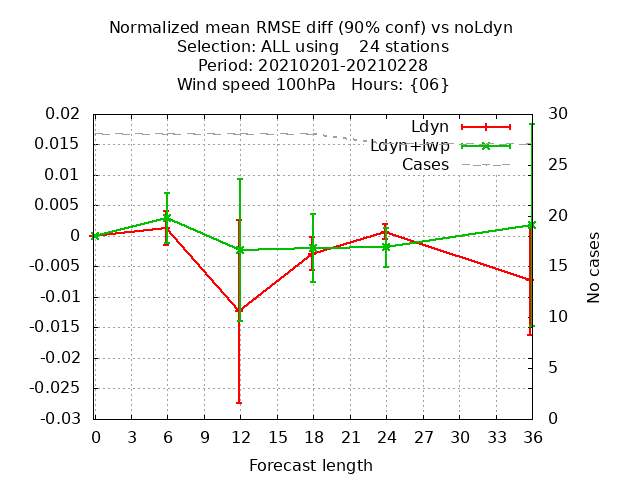 Normalized mean RMSE diff (90% conf) vs noLdyn
Selection: ALL using    24 stations
Period: 20210201-20210228
Wind speed 100hPa   Hours: {06}
Ldyn
Ldyn+lwp
Cases
0.02
0.015
0.01
0.005
0
-0.005
-0.01
-0.015
-0.02
-0.025
-0.03
30
25
20
15
10
5
0
No cases
0 3 6 9 12 15 18 21 24 27 30 33 36
Forecast length